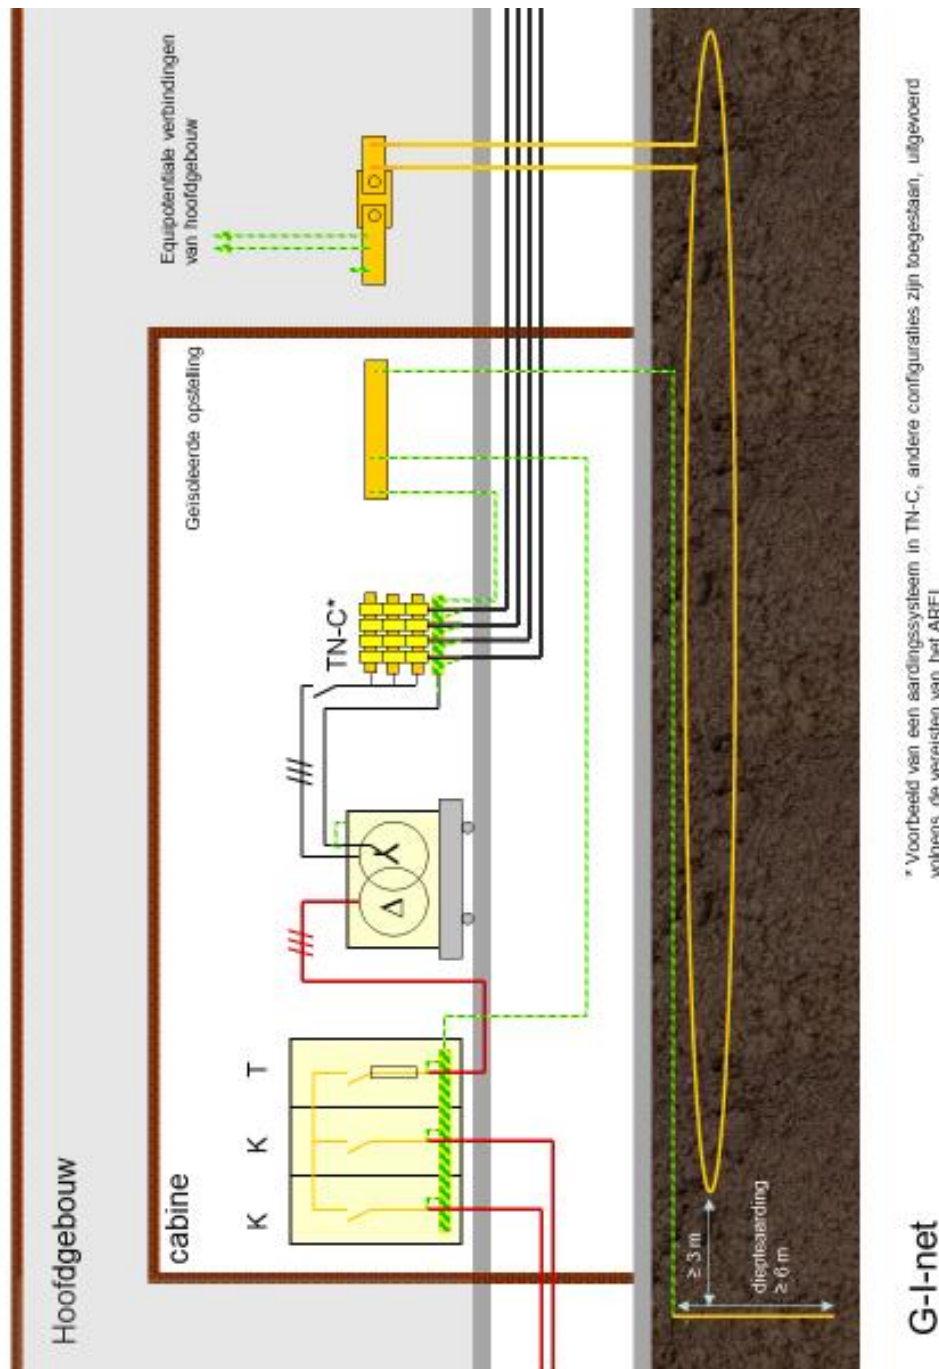 Hoofdgebouw
Equipotentiale verbindingen
van hoofdgebouw
cabine
Geïsoleerde opstelling
K
K
T
TN-C*
≥ 3 m
diepteaarding
≥ 6 m
G-I-net
* Voorbeeld van een aardingssysteem in TN-C, andere configuraties zijn toegestaan, uitgevoerd
volgens de vereisten van het AREI